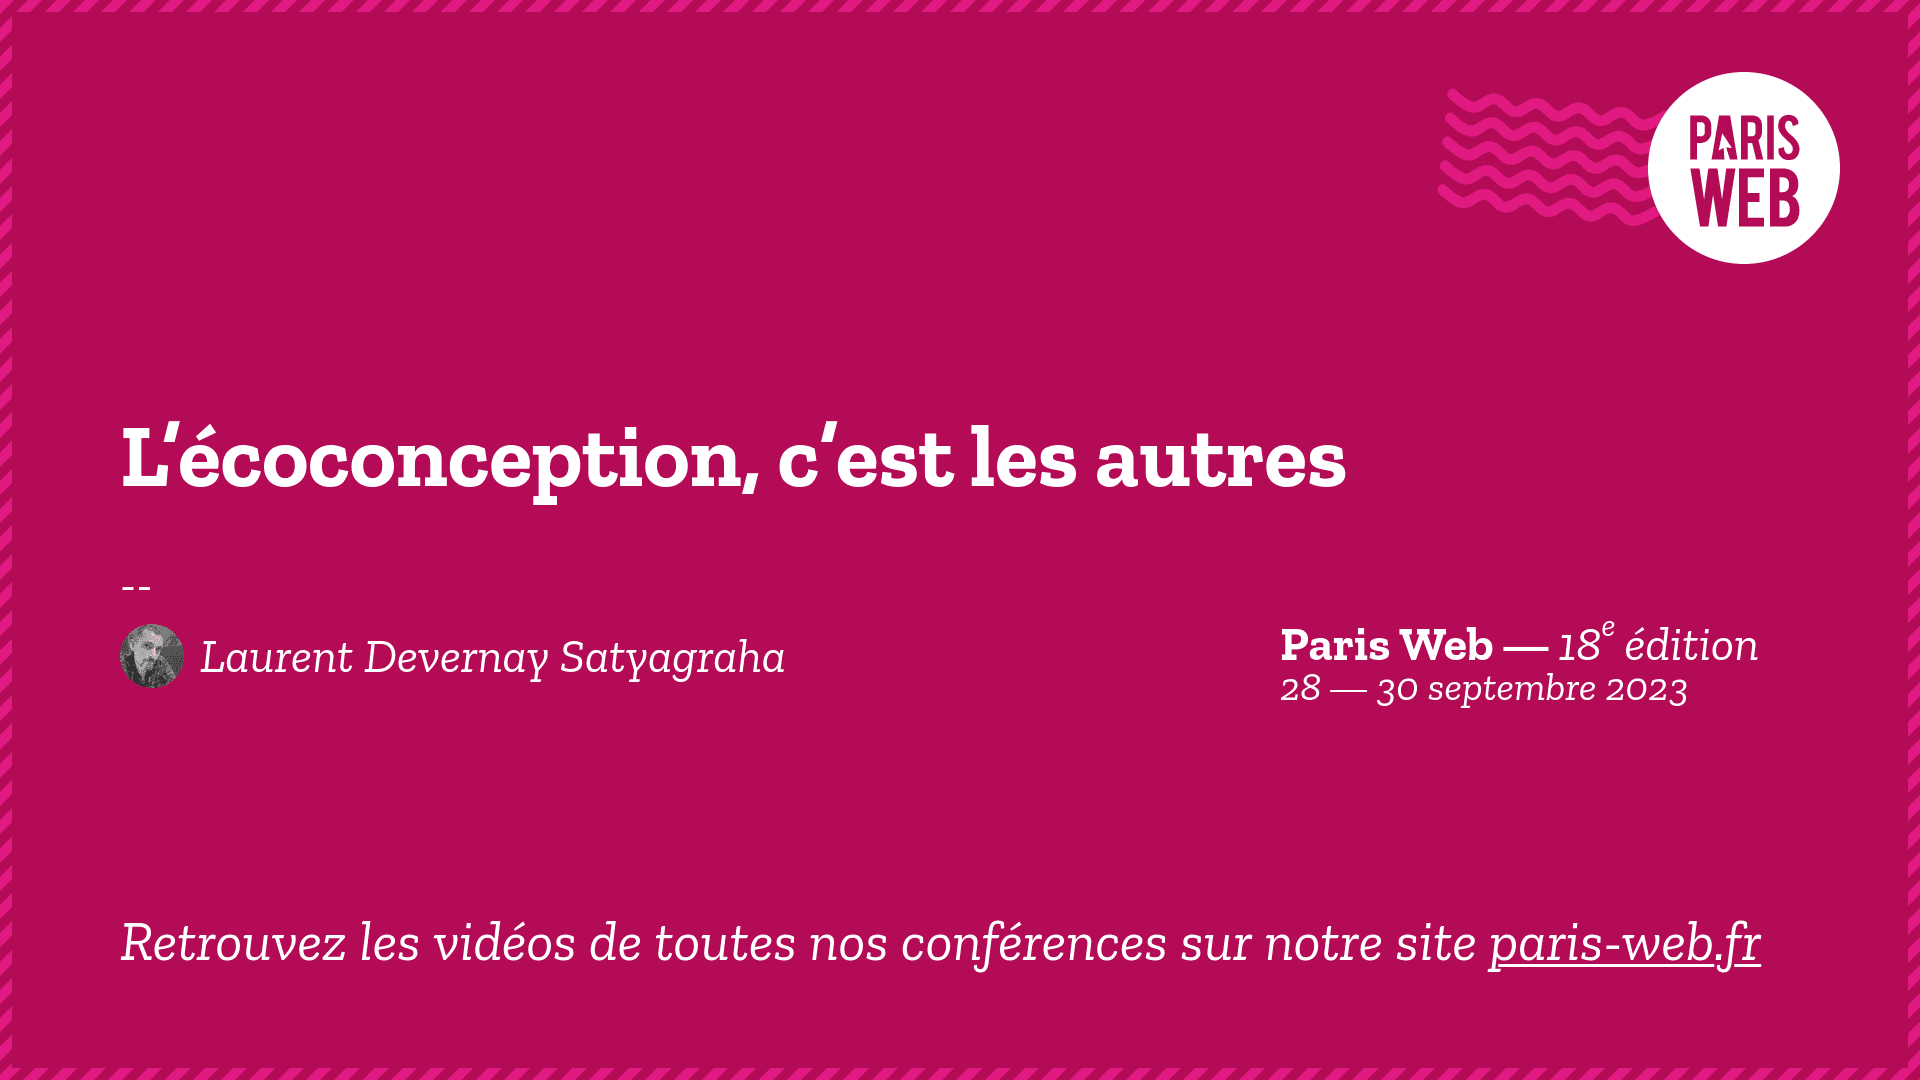 PARIS
WEB
L’écoconception, c’est les autres
--
Laurent Devernay Satyagraha
Paris Web — 18e édition
28 — 30 septembre 2023
Retrouvez les vidéos de toutes nos conférences sur notre site paris-web.fr